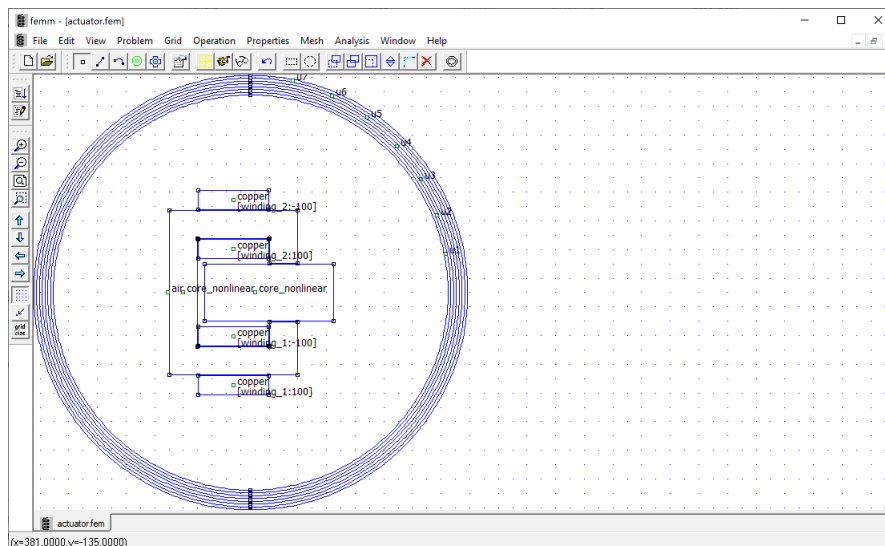 femm - [actuator.fem]
File Edit View Problem Grid Operation Properties Mesh Analysis Window Help
u7
u6
u5
u4
u3
u2
u1
copper
[winding_2:-100]
copper
[winding_2:100]
air core_nonlinear core_nonlinear
copper
[winding_1:-100]
copper
[winding_1:100]
grid
size
actuator.fem
(x=381.0000,y=-135.0000)